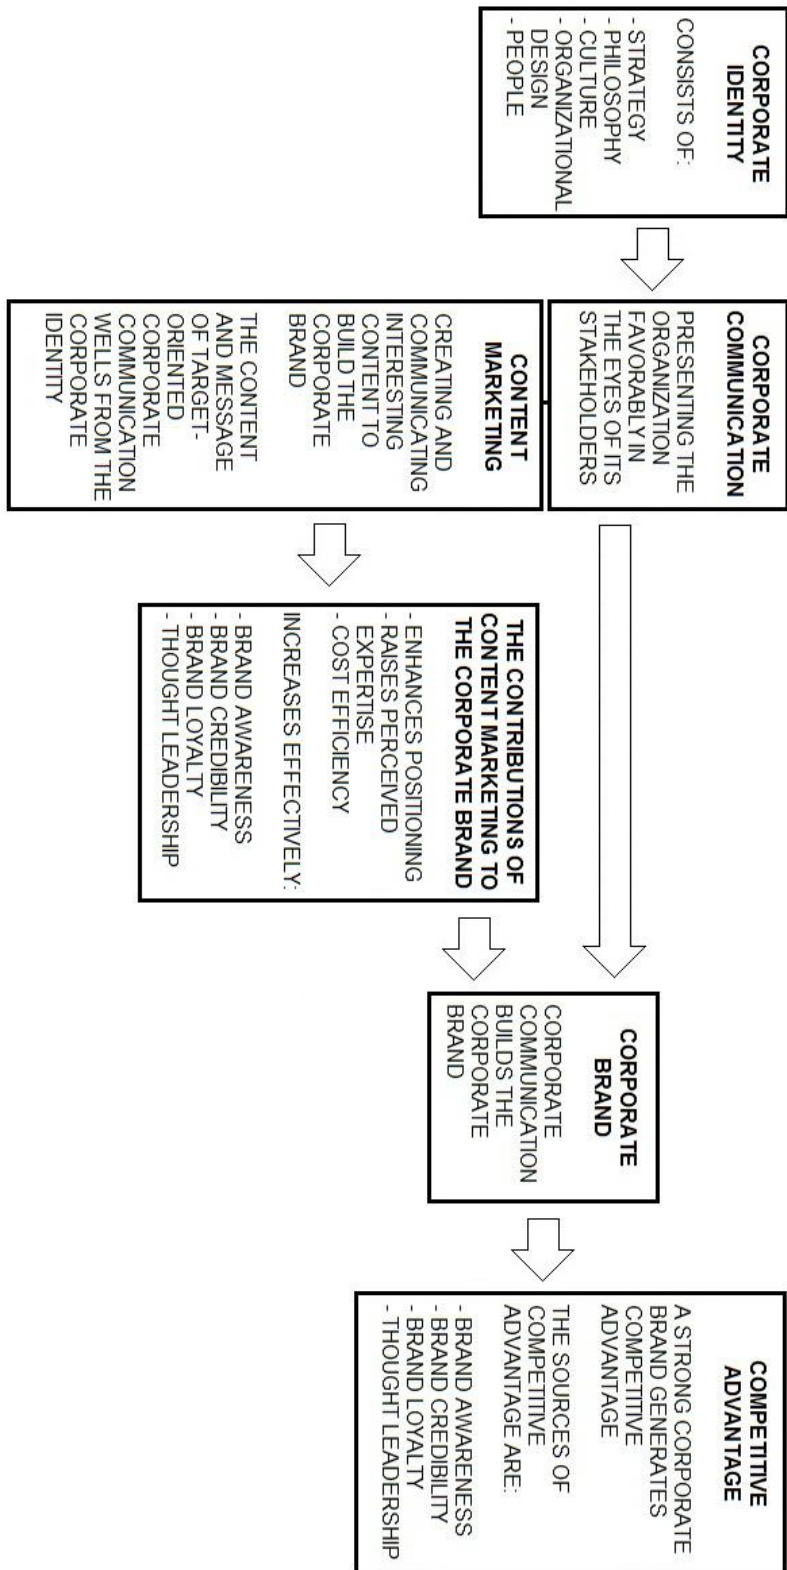 CORPORATE
IDENTITY
CONSISTS OF:
- STRATEGY
- PHILOSOPHY
- CULTURE
- ORGANIZATIONAL
DESIGN
- PEOPLE
CORPORATE
COMMUNICATION
PRESENTING THE
ORGANIZATION
FAVORABLY IN
THE EYES OF ITS
STAKEHOLDERS
CONTENT
MARKETING
CREATING AND
COMMUNICATING
INTERESTING
CONTENT TO
BUILD THE
CORPORATE
BRAND
THE CONTENT
AND MESSAGE
OF TARGET-
ORIENTED
CORPORATE
COMMUNICATION
WELLS FROM THE
CORPORATE
IDENTITY
THE CONTRIBUTIONS OF
CONTENT MARKETING TO
THE CORPORATE BRAND
- ENHANCES POSITIONING
- RAISES PERCEIVED
EXPERTISE
- COST EFFICIENCY
INCREASES EFFECTIVELY:
- BRAND AWARENESS
- BRAND CREDIBILITY
- BRAND LOYALTY
- THOUGHT LEADERSHIP
CORPORATE
BRAND
CORPORATE
COMMUNICATION
BUILDS THE
CORPORATE
BRAND
COMPETITIVE
ADVANTAGE
A STRONG CORPORATE
BRAND GENERATES
COMPETITIVE
ADVANTAGE
THE SOURCES OF
COMPETITIVE
ADVANTAGE ARE:
- BRAND AWARENESS
- BRAND CREDIBILITY
- BRAND LOYALTY
- THOUGHT LEADERSHIP